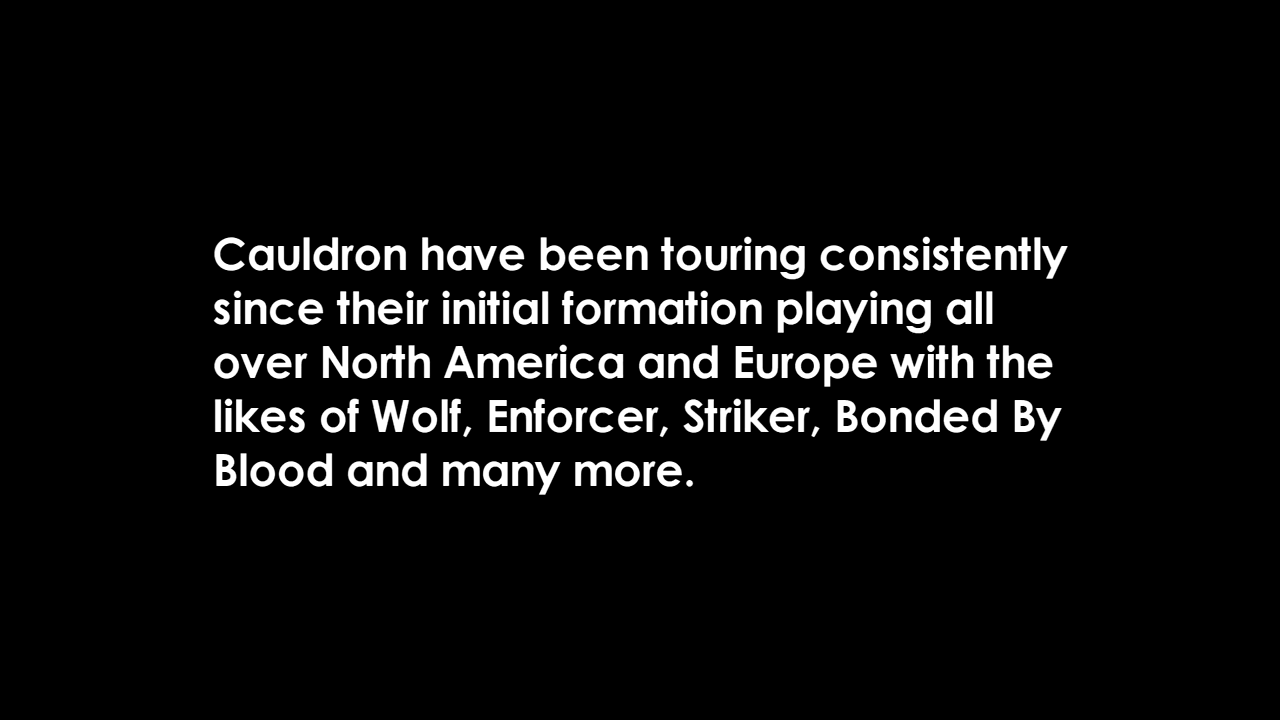 Cauldron have been touring consistently
since their initial formation playing all
over North America and Europe with the
likes of Wolf, Enforcer, Striker, Bonded By
Blood and many more.